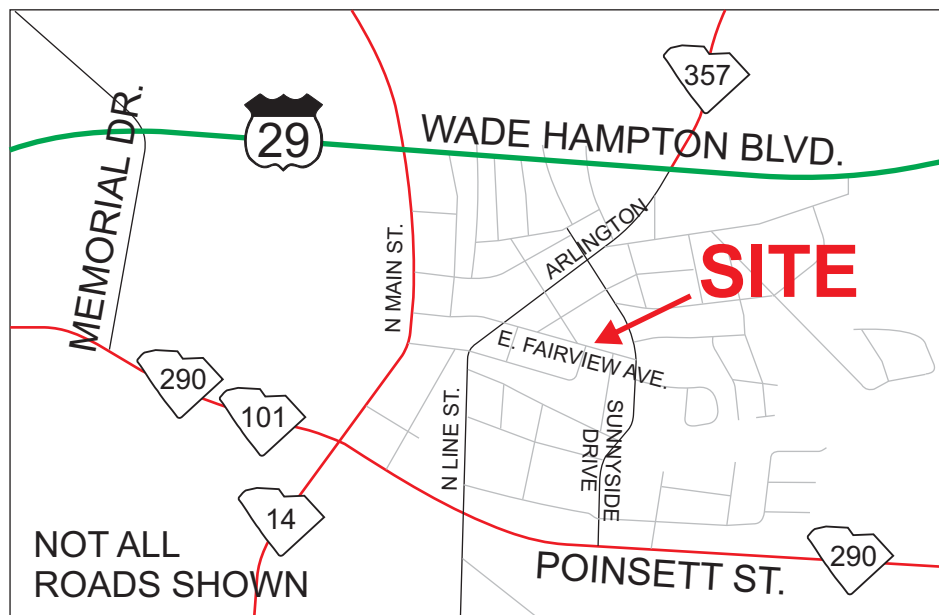 357
29
WADE HAMPTON BLVD.
MEMORIAL DR.
ARLINGTON
N MAIN ST.
SITE
E. FAIRVIEW AVE.
290
101
N LINE ST.
SUNNYSIDE
DRIVE
14
NOT ALL
ROADS SHOWN
POINSETT ST.
290